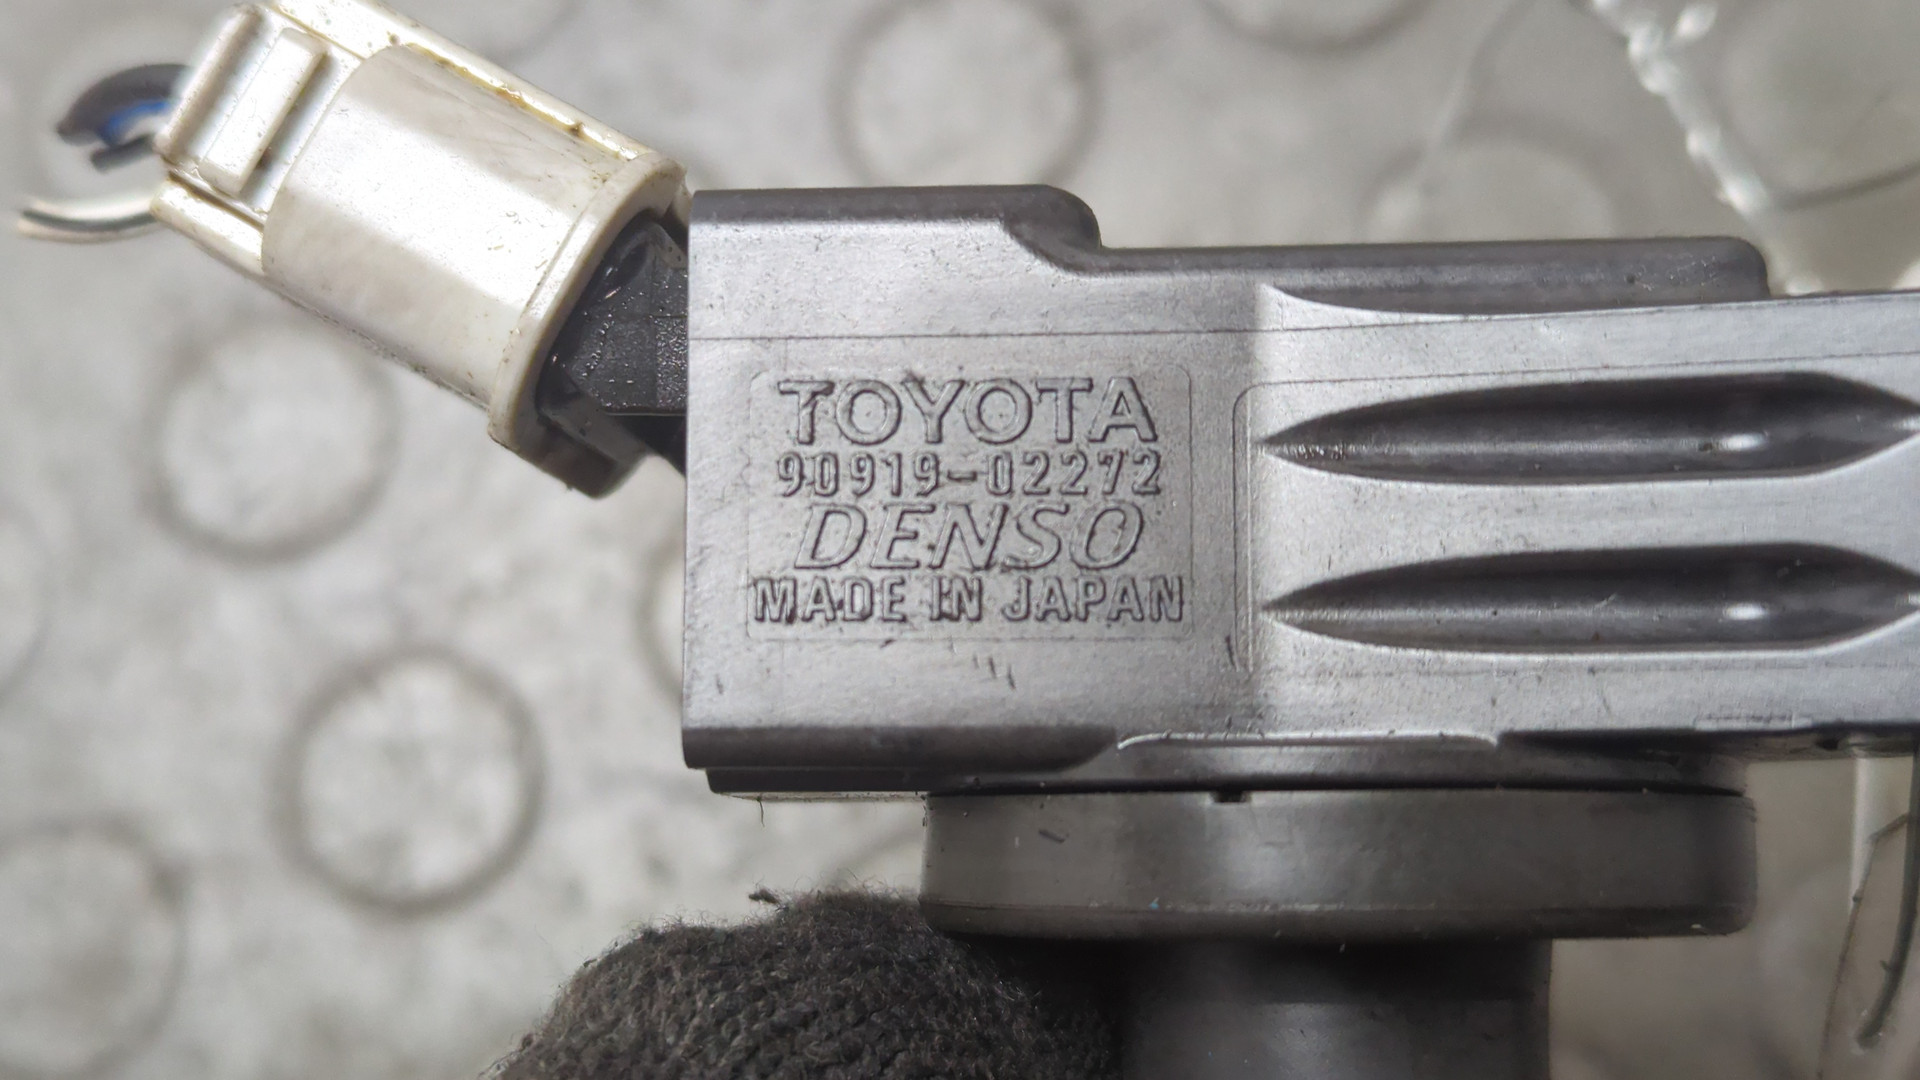 TOYOTA
90919-02272
DENSO
MADE IN JAPAN